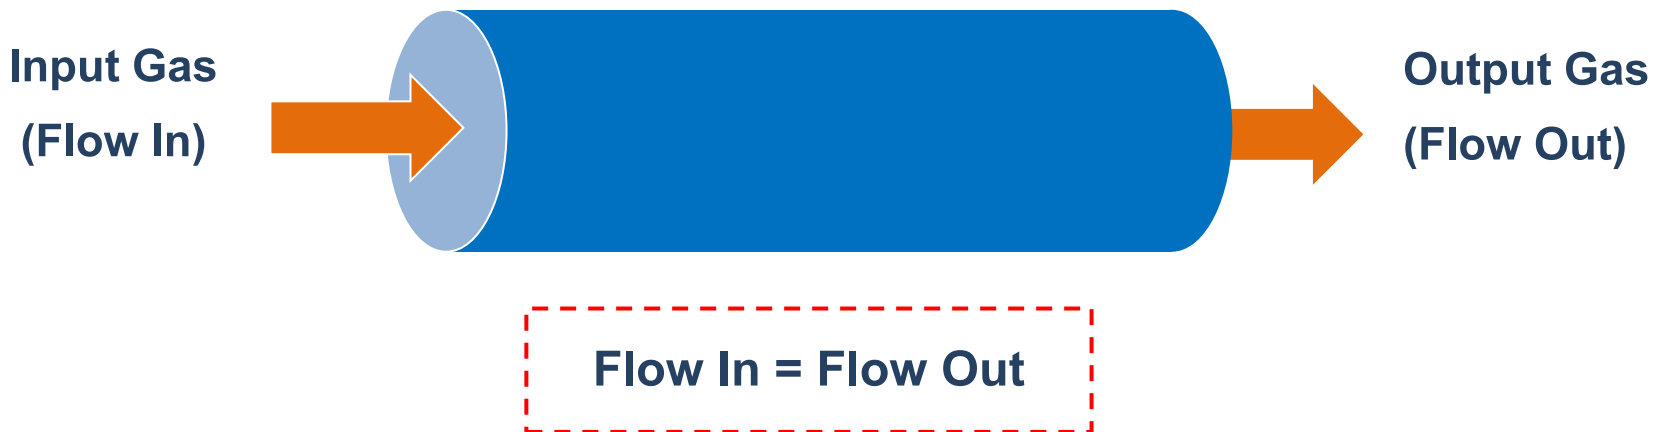 Input Gas
(Flow In)
Output Gas
(Flow Out)
Flow In = Flow Out